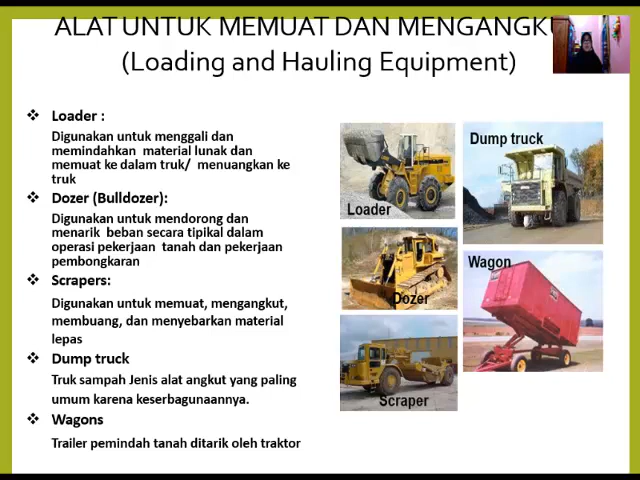 ALAT UNTUK MEMUAT DAN MENGANGKU
(Loading and Hauling Equipment)
❖ Loader :
Digunakan untuk menggali dan
memindahkan material lunak dan
memuat ke dalam truk/ menuangkan ke
truk
❖ Dozer (Bulldozer):
Digunakan untuk mendorong dan
menarik beban secara tipikal dalam
operasi pekerjaan tanah dan pekerjaan
pembongkaran
❖ Scrapers:
Digunakan untuk memuat, mengangkut,
membuang, dan menyebarkan material
lepas
❖ Dump truck
Truk sampah Jenis alat angkut yang paling
umum karena keserbagunaannya.
❖ Wagons
Trailer pemindah tanah ditarik oleh traktor
Loader
Dump truck
Dozer
Wagon
Scraper